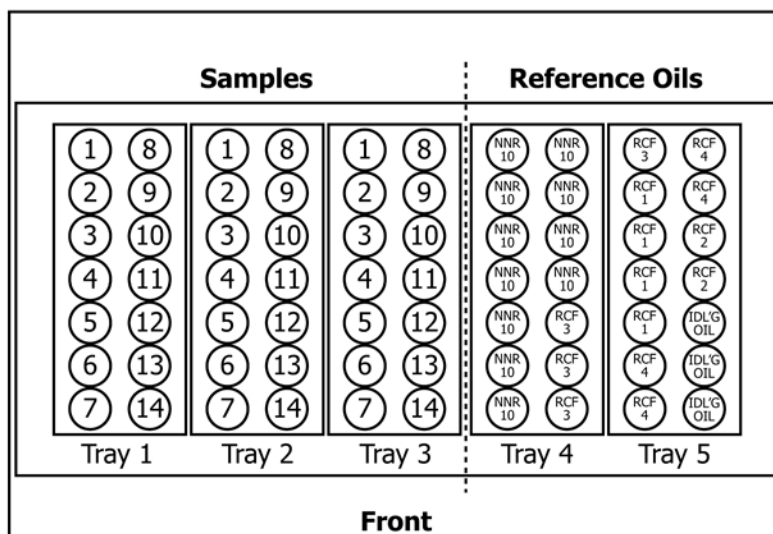 Samples Reference Oils
1 8 1 8 1 8 NNR 10 NNR 10 RCF 3 RCF 4
2 9 2 9 2 9 NNR 10 NNR 10 RCF 1 RCF 4
3 10 3 10 3 10 NNR 10 NNR 10 RCF 1 RCF 2
4 11 4 11 4 11 NNR 10 NNR 10 RCF 1 RCF 2
5 12 5 12 5 12 NNR 10 RCF 3 RCF 1 IDL'G OIL
6 13 6 13 6 13 NNR 10 RCF 3 RCF 4 IDL'G OIL
7 14 7 14 7 14 NNR 10 RCF 3 RCF 4 IDL'G OIL
Tray 1 Tray 2 Tray 3 Tray 4 Tray 5
Front